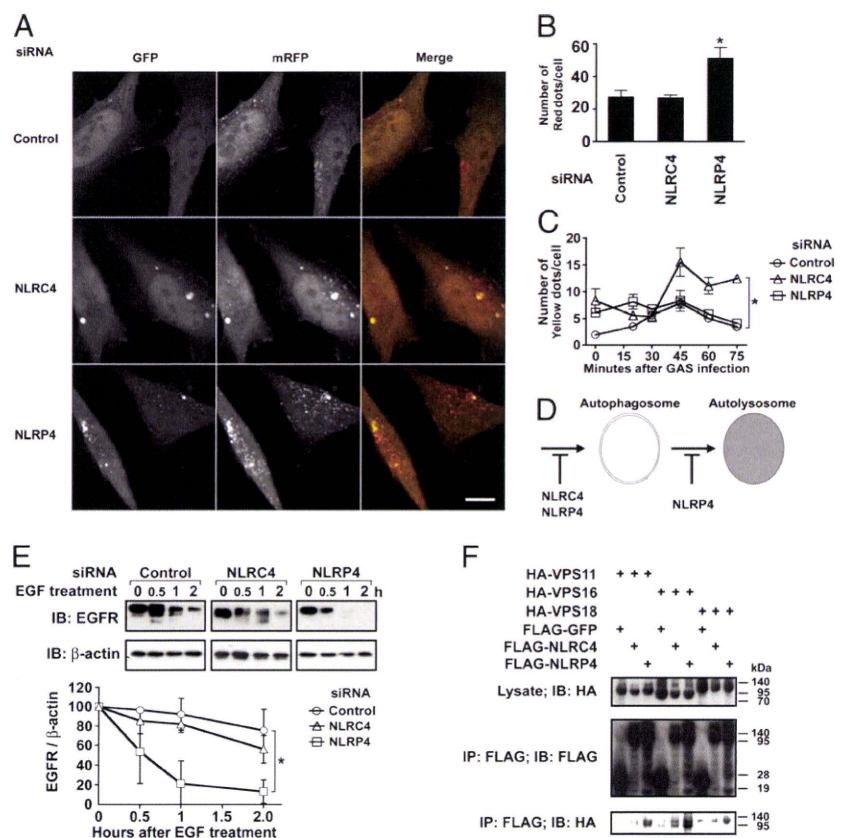 A
siRNA
GFP mRFP Merge
Control
NLRC4
NLRP4
B
Number of
Red dots/cell
60
40
20
0
*
siRNA
Control
NLRC4
NLRP4
C
Number of
Yellow dots/cell
20
15
10
5
0
0 15 30 45 60 75
Minutes after GAS infection
siRNA
Control
NLRC4
NLRP4
*
D
Autophagosome Autolysosome
NLRC4
NLRP4
NLRP4
E
siRNA Control NLRC4 NLRP4
EGF treatment 0 0.5 1 2 0 0.5 1 2 0 0.5 1 2 h
IB: EGFR
IB: β-actin
EGFR / β-actin
120
100
80
60
40
20
0
0 0.5 1.0 2.0
Hours after EGF treatment
siRNA
Control
NLRC4
NLRP4
*
F
HA-VPS11 + + +
HA-VPS16 + + +
HA-VPS18 + + +
FLAG-GFP + + +
FLAG-NLRC4 + + +
FLAG-NLRP4 + + +
kDa
Lysate; IB: HA
140
95
70
IP: FLAG; IB: FLAG
140
95
28
19
IP: FLAG; IB: HA
140
95